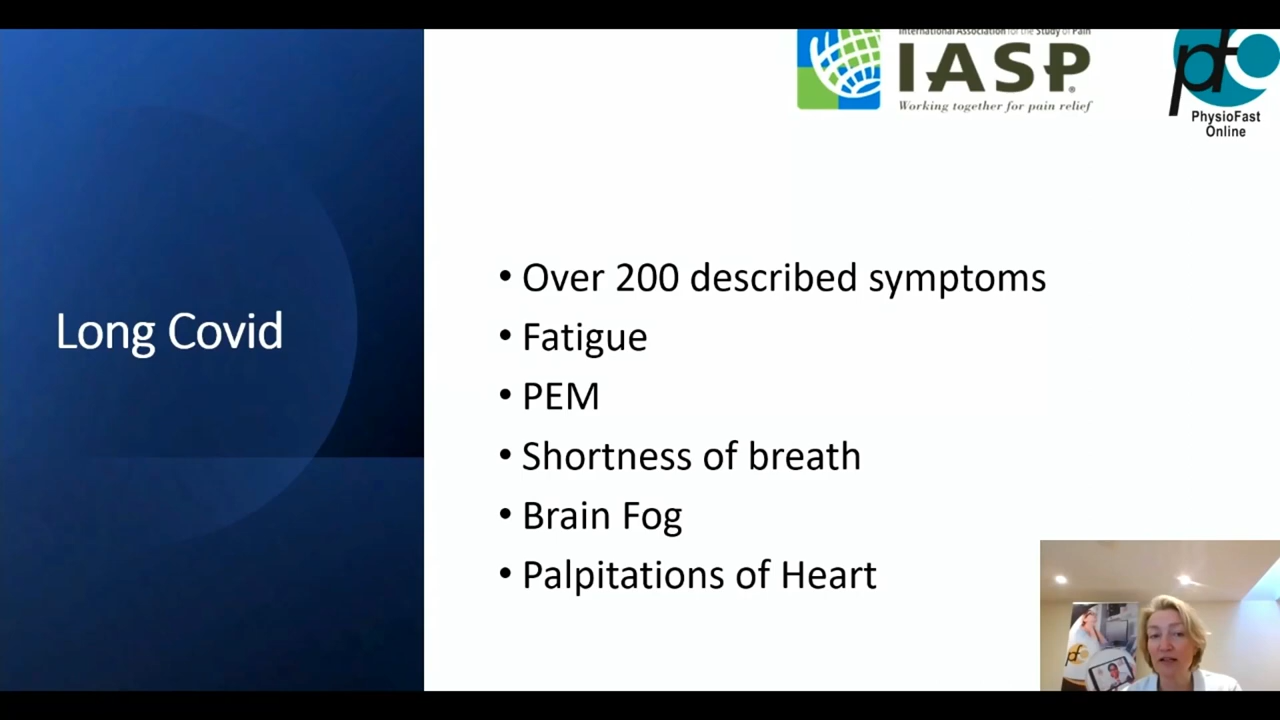 International Association for the Study of Pain
IASP
Working together for pain relief
pfo
PhysioFast
Online
Long Covid
• Over 200 described symptoms
• Fatigue
• PEM
• Shortness of breath
• Brain Fog
• Palpitations of Heart